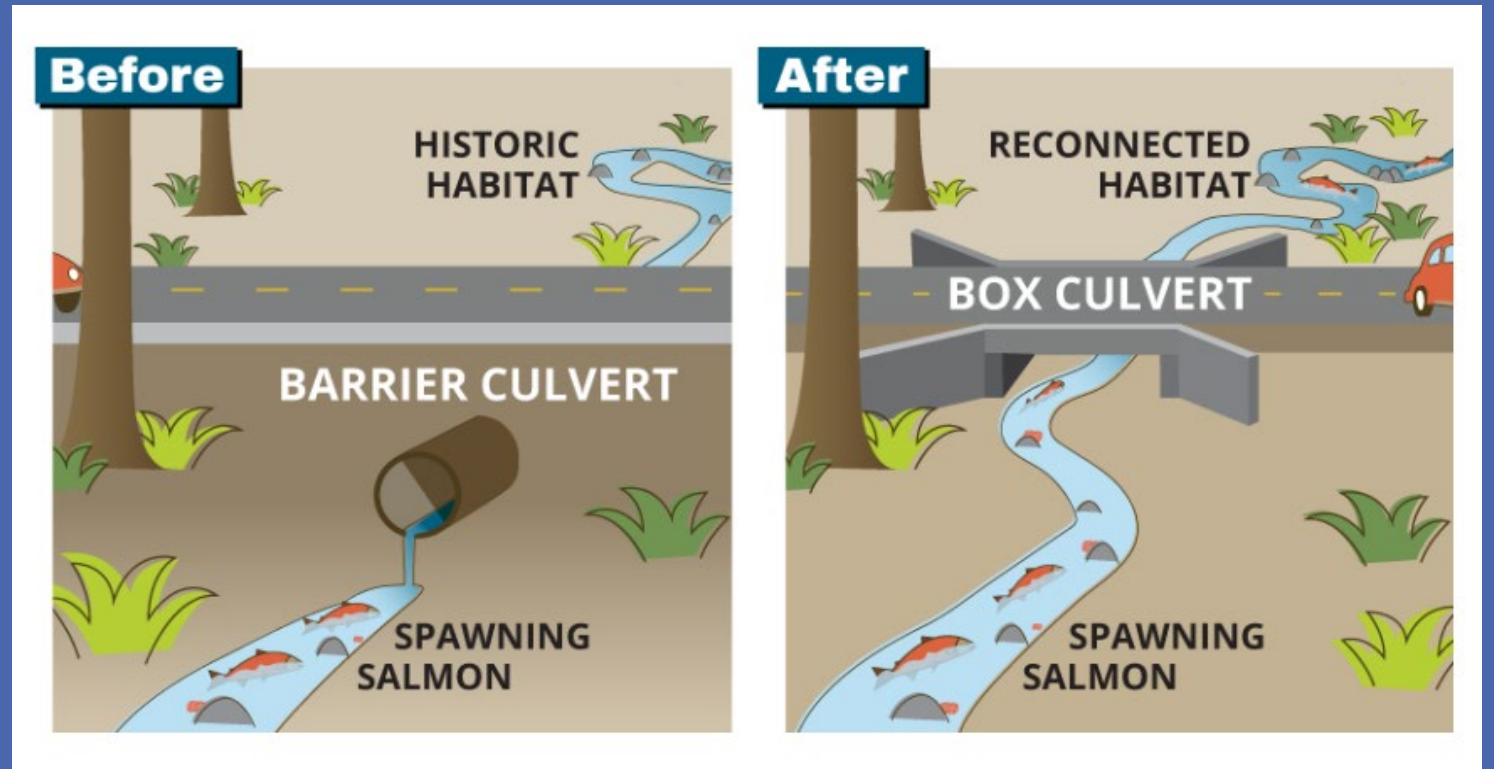 Before
HISTORIC
HABITAT
BARRIER CULVERT
SPAWNING
SALMON
After
RECONNECTED
HABITAT
BOX CULVERT
SPAWNING
SALMON